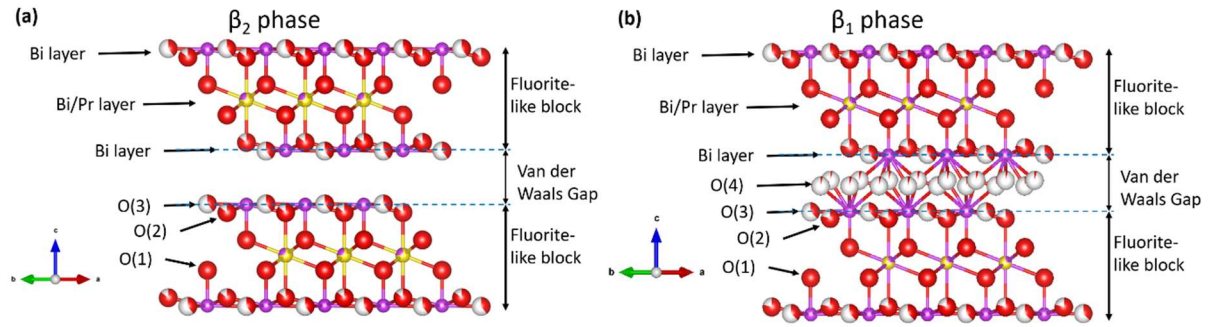 (a)
β2 phase
Bi layer
Bi/Pr layer
Bi layer
O(3)
O(2)
O(1)
Fluorite-
like block
Van der
Waals Gap
Fluorite-
like block
c
b
a
(b)
β1 phase
Bi layer
Bi/Pr layer
Bi layer
O(4)
O(3)
O(2)
O(1)
Fluorite-
like block
Van der
Waals Gap
Fluorite-
like block
c
b
a